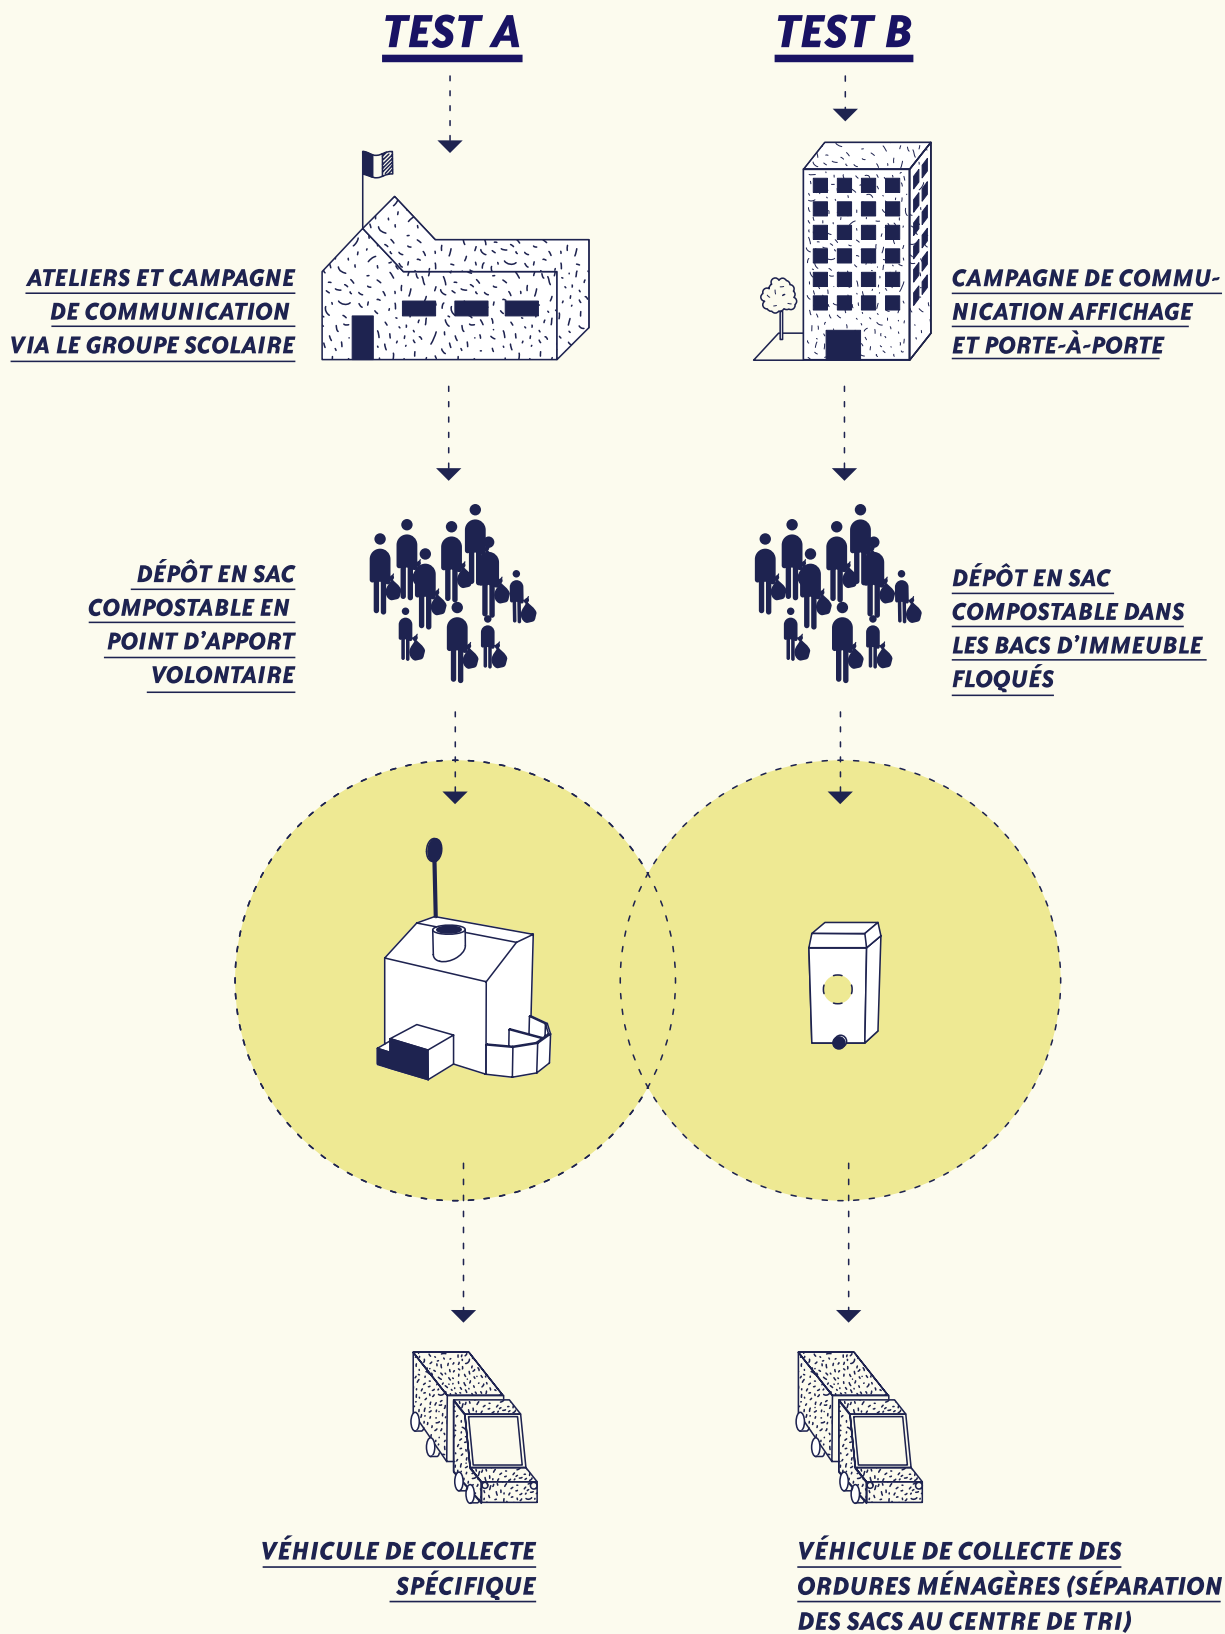 TEST A
TEST B
ATELIERS ET CAMPAGNE
DE COMMUNICATION
VIA LE GROUPE SCOLAIRE
CAMPAGNE DE COMMU-
NICATION AFFICHAGE
ET PORTE-À-PORTE
DÉPÔT EN SAC
COMPOSTABLE EN
POINT D'APPORT
VOLONTAIRE
DÉPÔT EN SAC
COMPOSTABLE DANS
LES BACS D'IMMEUBLE
FLOQUÉS
VÉHICULE DE COLLECTE
SPÉCIFIQUE
VÉHICULE DE COLLECTE DES
ORDURES MÉNAGÈRES (SÉPARATION
DES SACS AU CENTRE DE TRI)